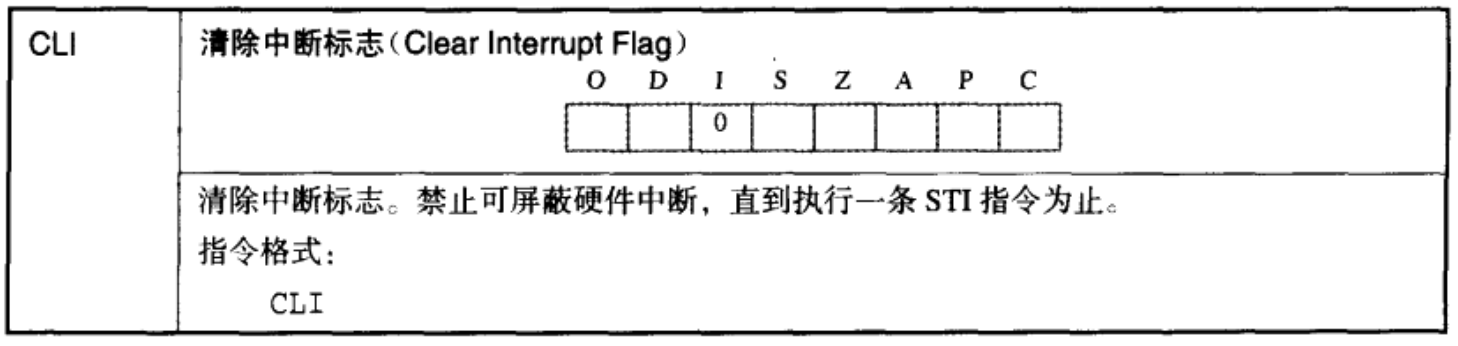 CLI
清除中断标志（Clear Interrupt Flag）
O D I S Z A P C
0
清除中断标志。禁止可屏蔽硬件中断，直到执行一条 STI 指令为止。
指令格式：
CLI